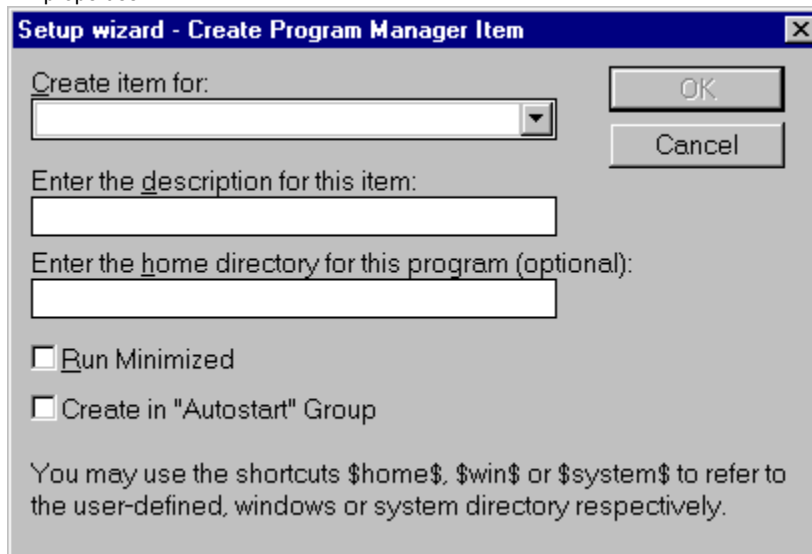 Setup wizard - Create Program Manager Item
Create item for:
OK
Cancel
Enter the description for this item:
Enter the home directory for this program (optional):
Run Minimized
Create in "Autostart" Group
You may use the shortcuts $home$, $win$ or $system$ to refer to
the user-defined, windows or system directory respectively.